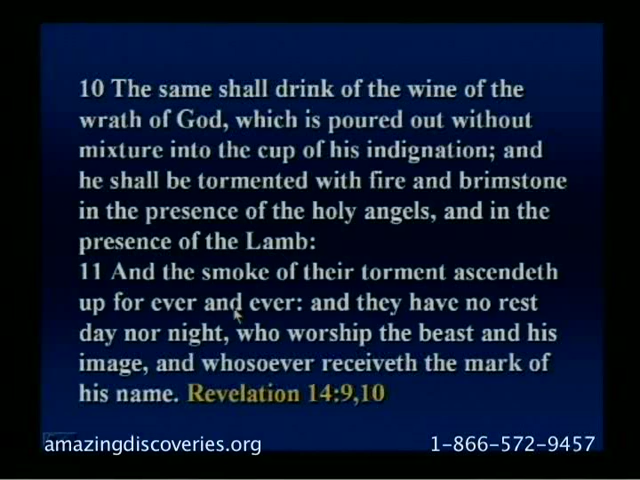 10 The same shall drink of the wine of the
wrath of God, which is poured out without
mixture into the cup of his indignation; and
he shall be tormented with fire and brimstone
in the presence of the holy angels, and in the
presence of the Lamb:
11 And the smoke of their torment ascendeth
up for ever and ever: and they have no rest
day nor night, who worship the beast and his
image, and whosoever receiveth the mark of
his name. Revelation 14:9,10
amazingdiscoveries.org 1-866-572-9457